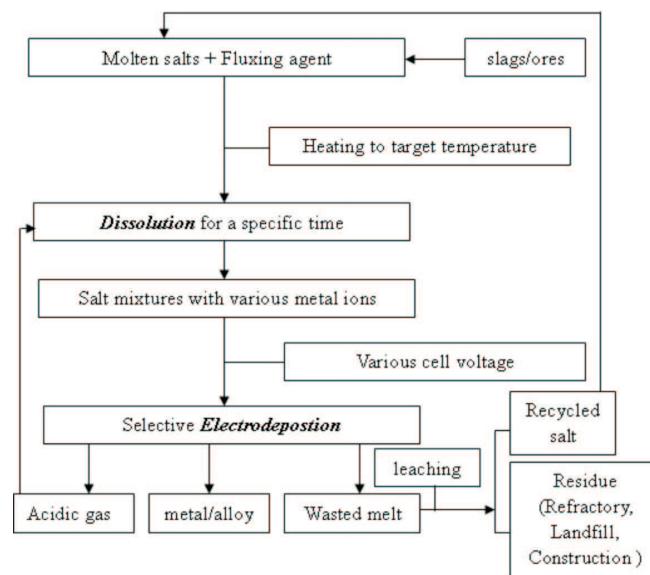 Molten salts + Fluxing agent
slags/ores
Heating to target temperature
Dissolution for a specific time
Salt mixtures with various metal ions
Various cell voltage
Selective Electrodepostion
leaching
Recycled
salt
Acidic gas
metal/alloy
Wasted melt
Residue
(Refractory,
Landfill,
Construction )